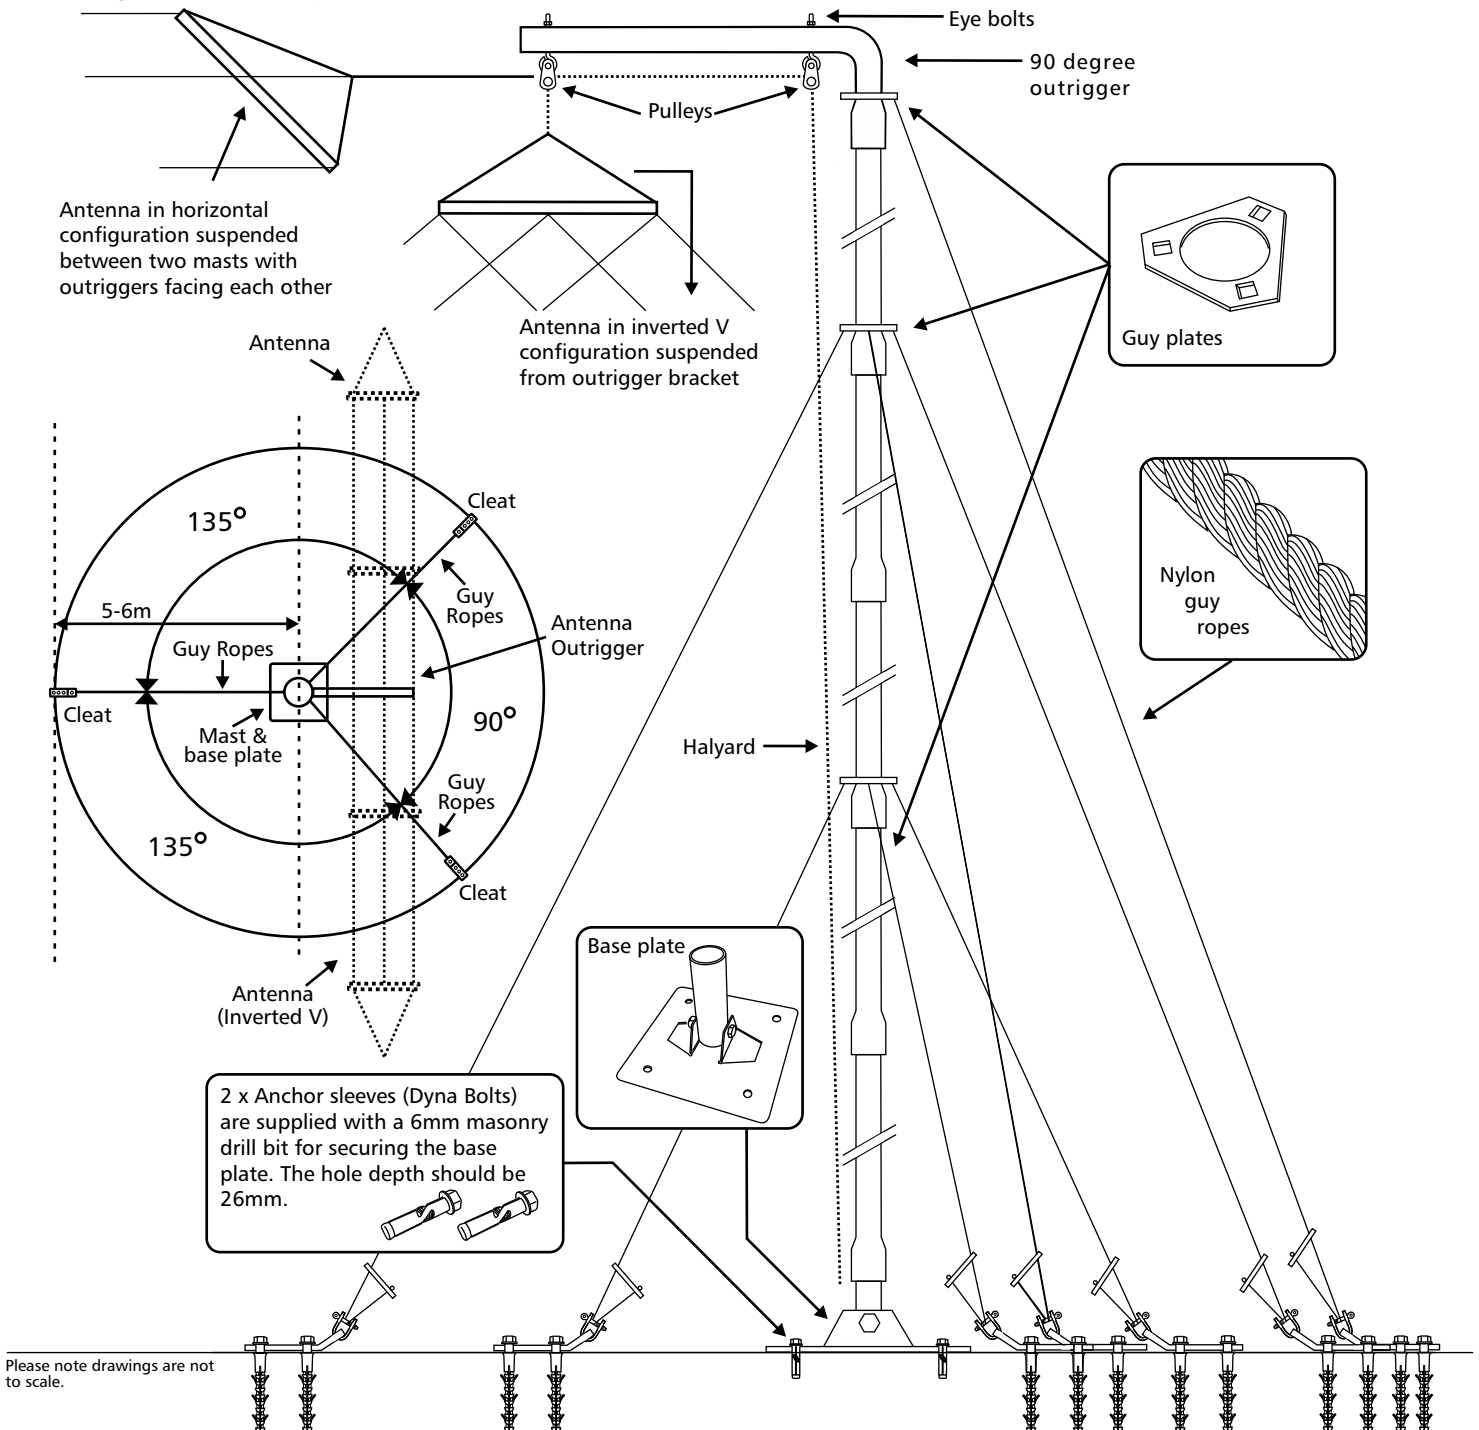 Eye bolts
90 degree
outrigger
Pulleys
Antenna in horizontal
configuration suspended
between two masts with
outriggers facing each other
Antenna in inverted V
configuration suspended
from outrigger bracket
Guy plates
Antenna
Cleat
135°
Guy
Ropes
5-6m
Antenna
Outrigger
Guy Ropes
Nylon
guy
ropes
Cleat
Mast &
base plate
90°
Halyard
Guy
Ropes
135°
Cleat
Base plate
Antenna
(Inverted V)
2 x Anchor sleeves (Dyna Bolts)
are supplied with a 6mm masonry
drill bit for securing the base
plate. The hole depth should be
26mm.
Please note drawings are not
to scale.